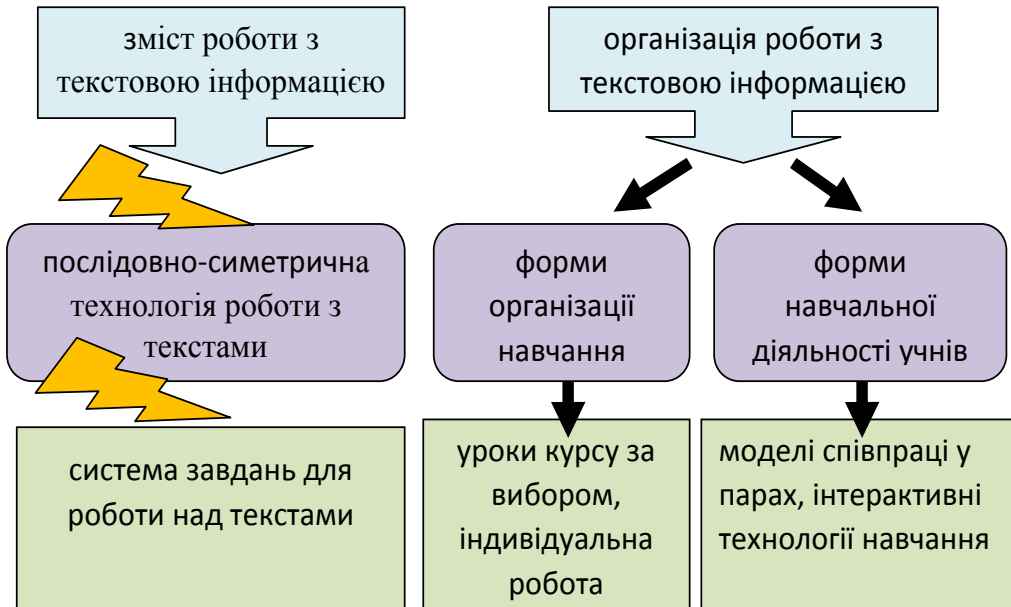 зміст роботи з
текстовою інформацією
організація роботи з
текстовою інформацією
послідовно-симетрична
технологія роботи з
текстами
форми
організації
навчання
форми
навчальної
діяльності учнів
система завдань для
роботи над текстами
уроки курсу за
вибором,
індивідуальна
робота
моделі співпраці у
парах, інтерактивні
технології навчання